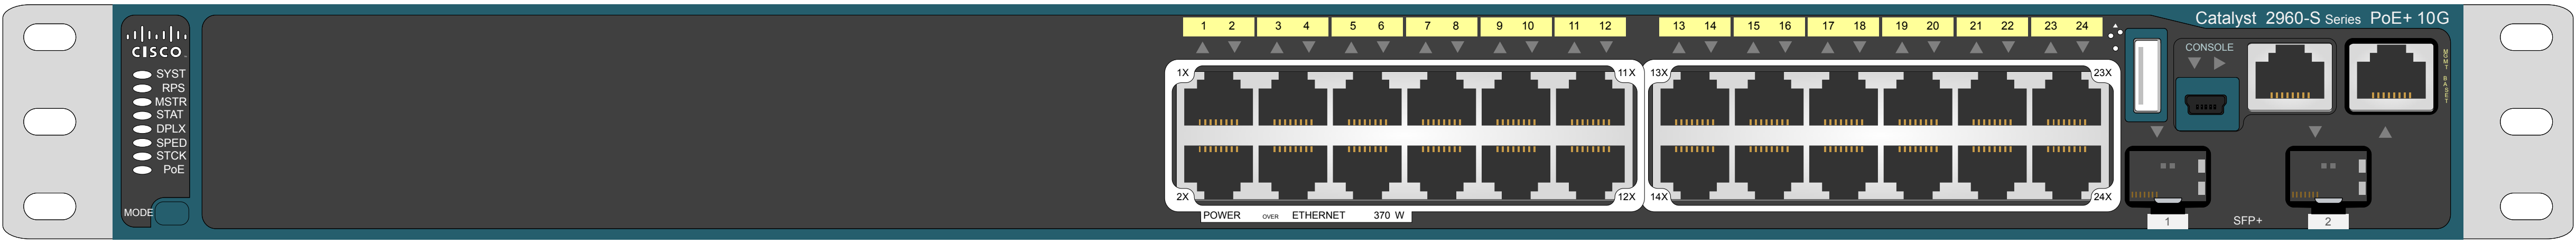 Catalyst 2960-S Series PoE+ 10G
CISCO
SYST
RPS
MSTR
STAT
DPLX
SPED
STCK
PoE
MODE
1 2 3 4 5 6 7 8 9 10 11 12 13 14 15 16 17 18 19 20 21 22 23 24
1X 11X 13X 23X
2X 12X 14X 24X
POWER OVER ETHERNET 370 W
CONSOLE
MGMT BASET
1 SFP+ 2